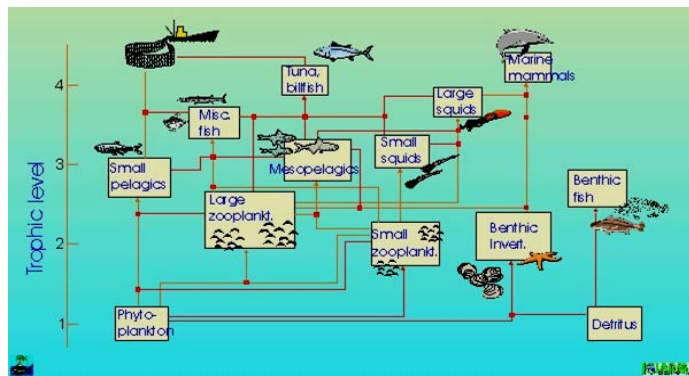 Trophic level
4
3
2
1
Tuna,
billfish
Marine
mammals
Large
squids
Misc.
fish
Small
squids
Small
pelagics
Mesopelagics
Benthic
fish
Large
zooplankt.
Small
zooplankt.
Benthic
Invert.
Phyto-
plankton
Detritus